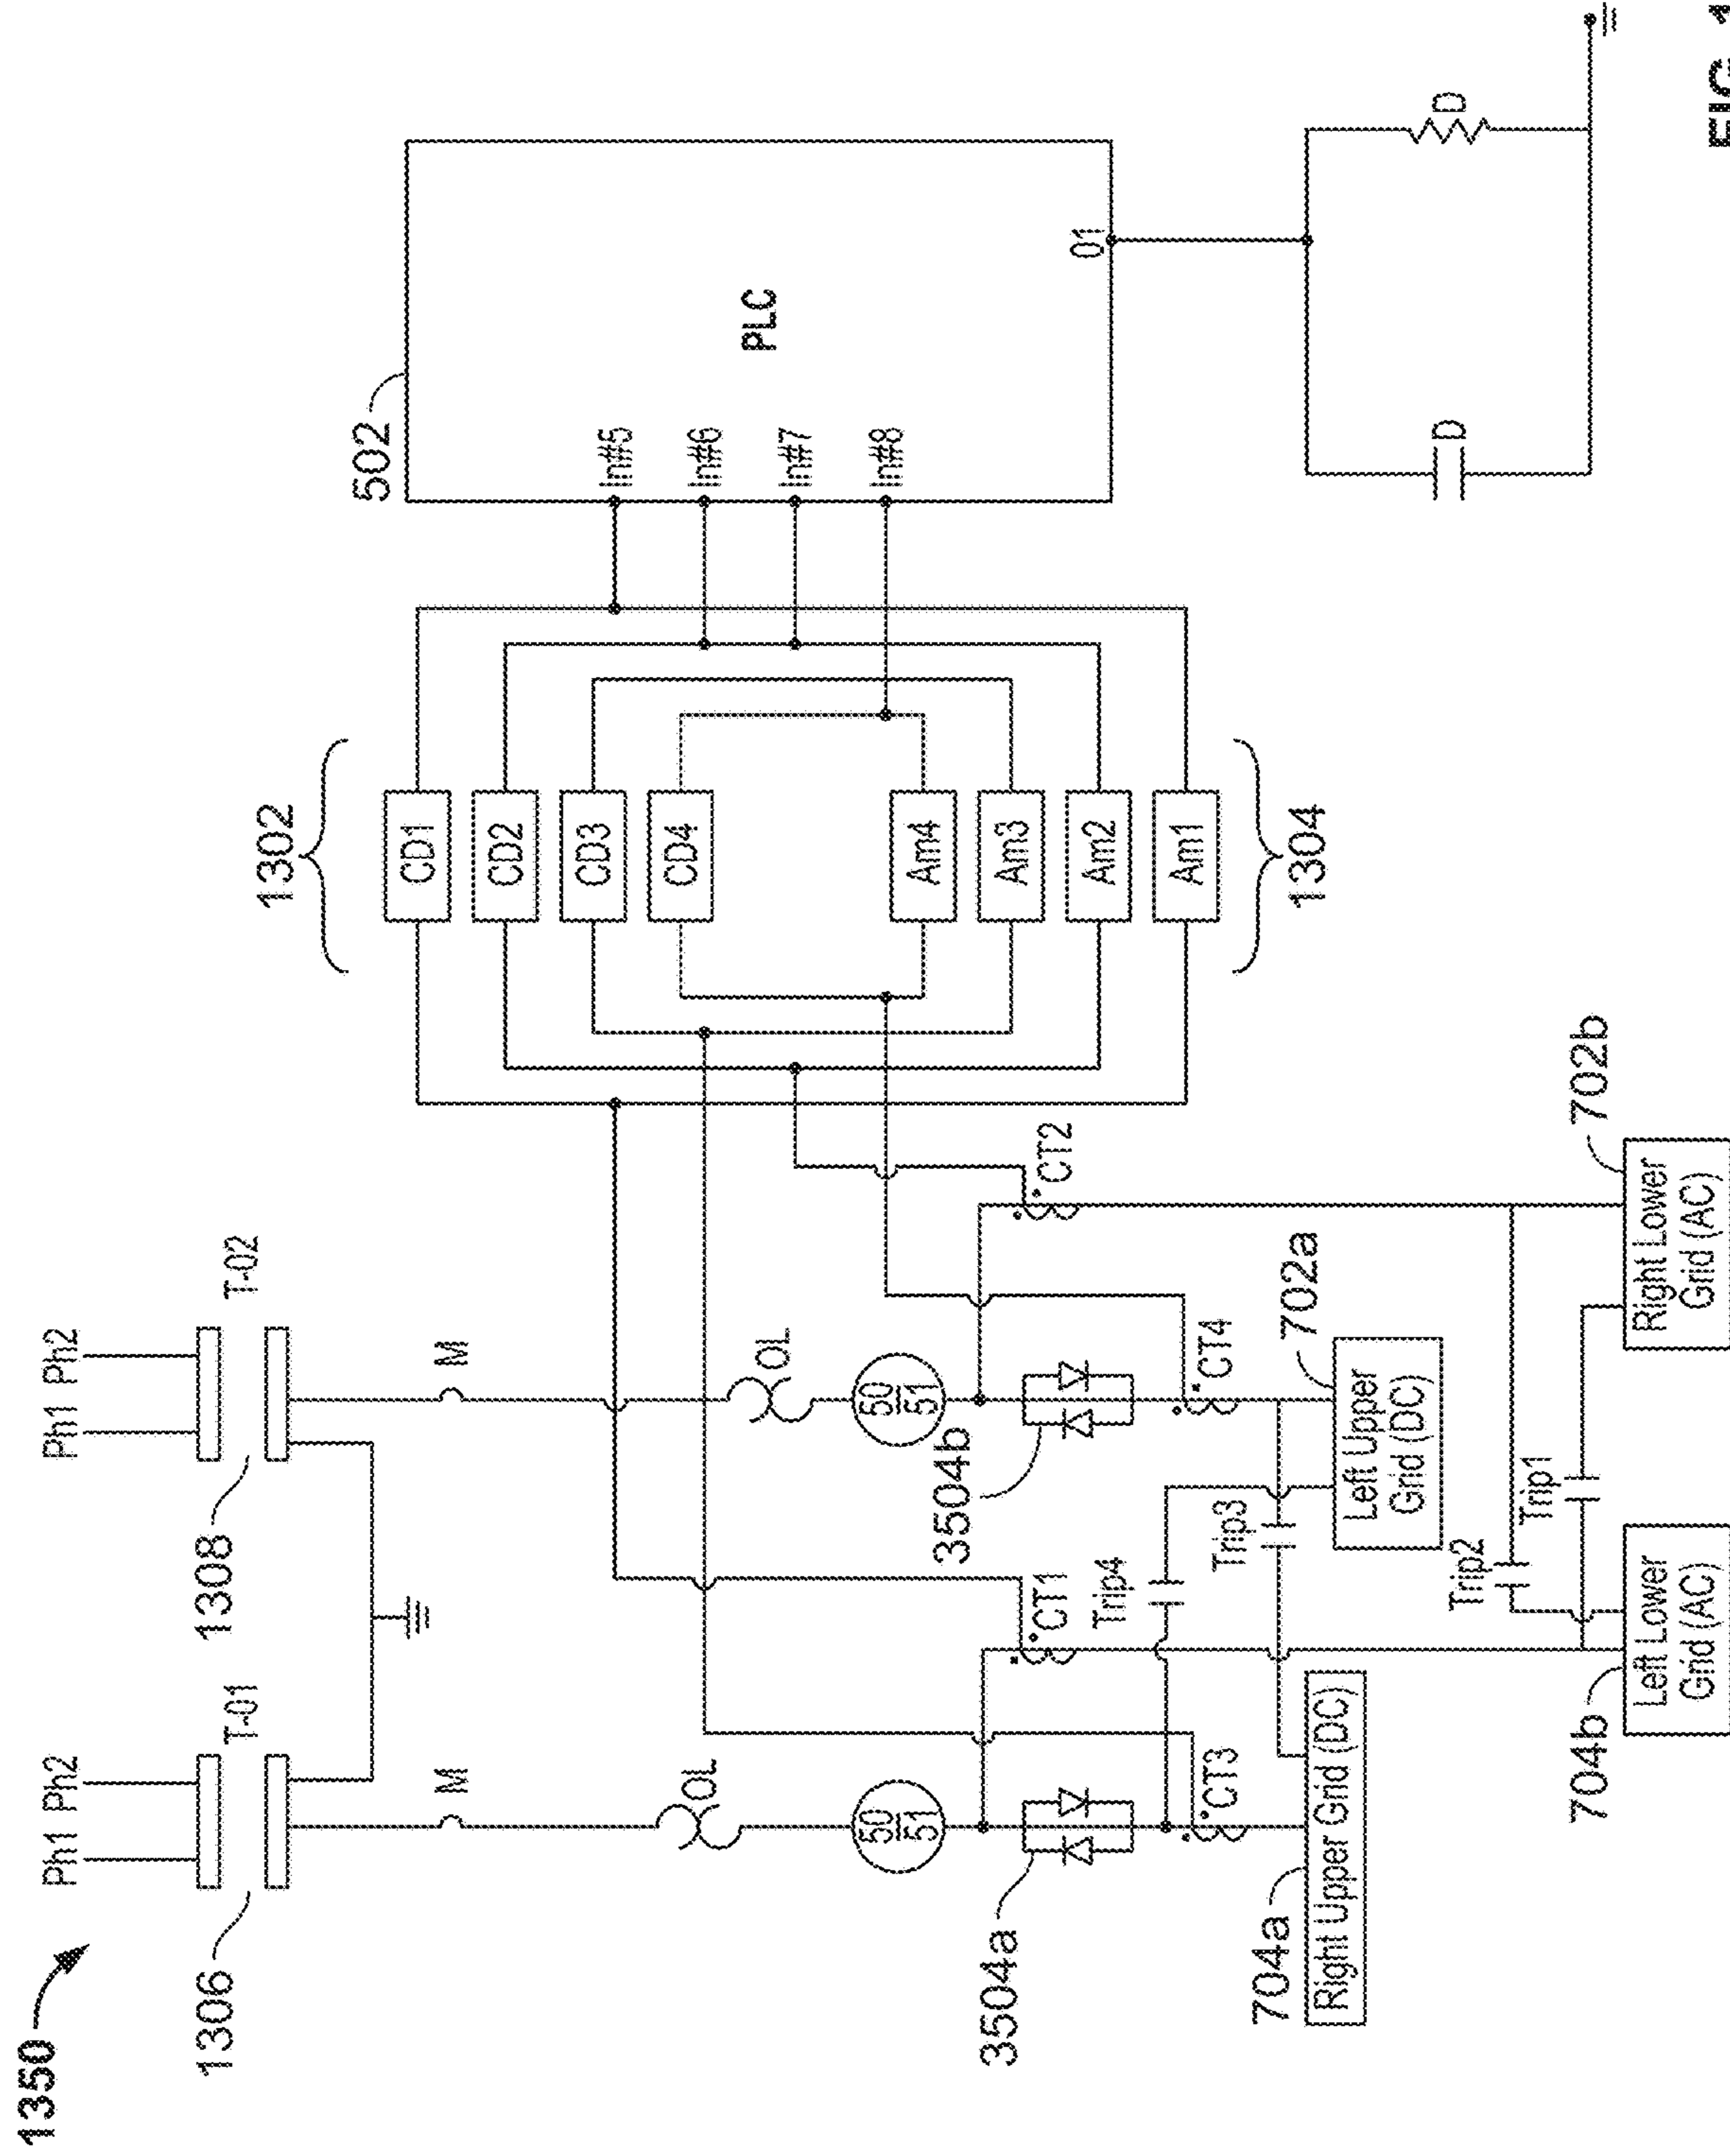 1350
Ph1 Ph2
Ph1 Ph2
1306
T-01
1308
T-02
M
M
OL
OL
50
51
50
51
3504a
3504b
CT1
CT2
CT3
CT4
Trip4
Trip3
Trip2
Trip1
704a
Right Upper Grid (DC)
702a
Left Upper
Grid (DC)
704b
Left Lower
Grid (AC)
702b
Right Lower
Grid (AC)
1302
CD1
CD2
CD3
CD4
Am4
Am3
Am2
Am1
1304
502
In#5
In#6
In#7
In#8
PLC
01
D
D